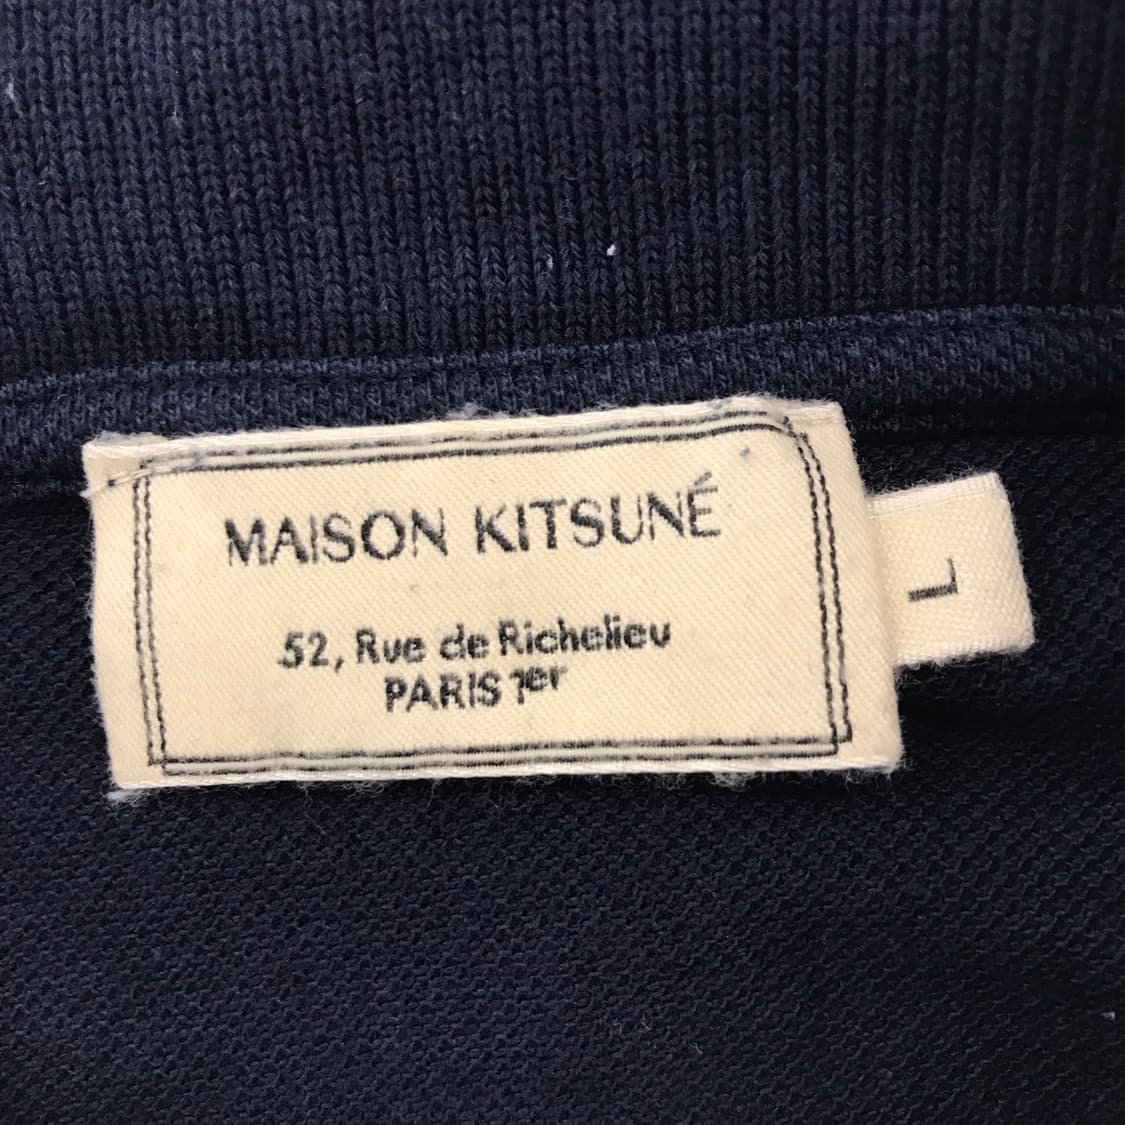 MAISON KITSUNÉ
52, Rue de Richelieu
PARIS 1er
L